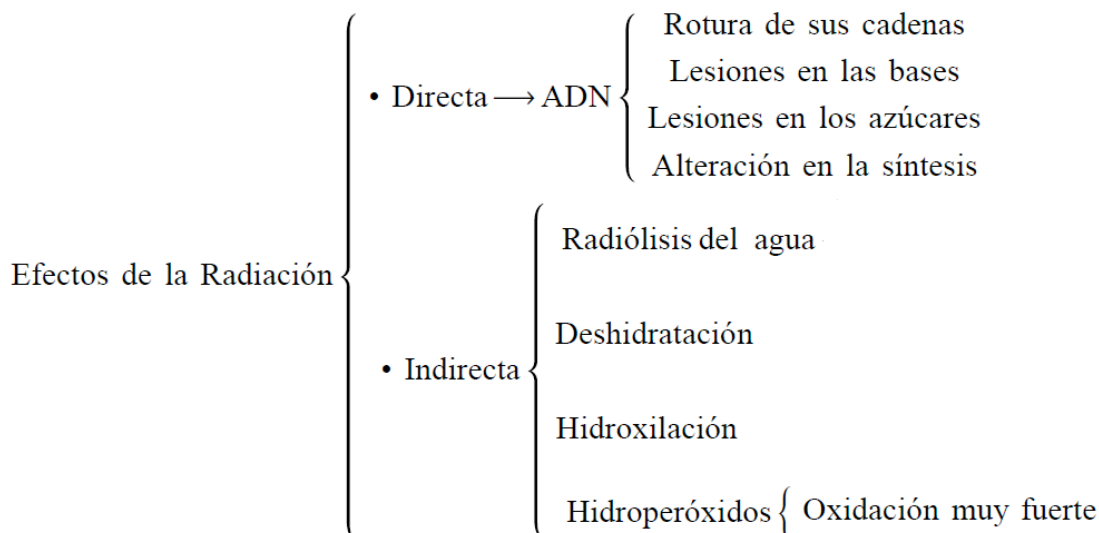 Efectos de la Radiación
• Directa → ADN
Rotura de sus cadenas
Lesiones en las bases
Lesiones en los azúcares
Alteración en la síntesis
• Indirecta
Radiólisis del agua
Deshidratación
Hidroxilación
Hidroperóxidos { Oxidación muy fuerte